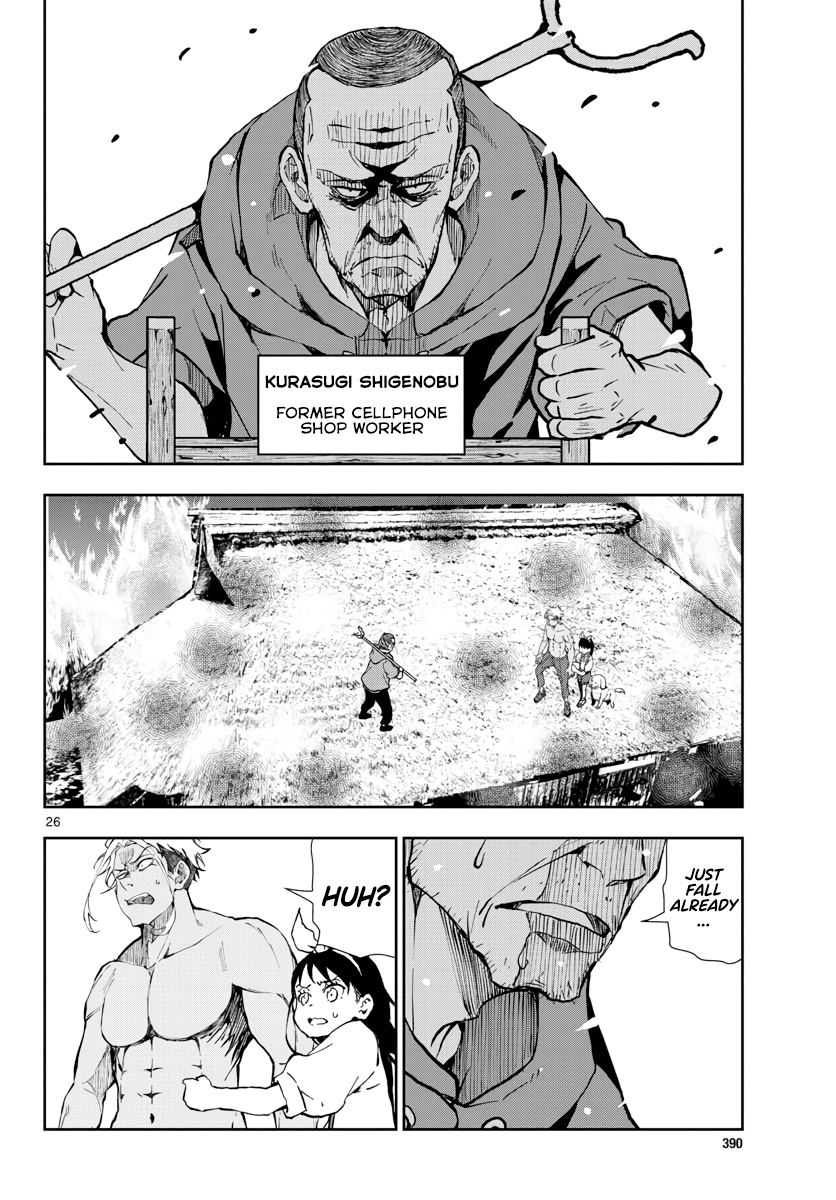 KURASUGI SHIGENOBU
FORMER CELLPHONE
SHOP WORKER
26
JUST
FALL
ALREADY
...
HUH?
390